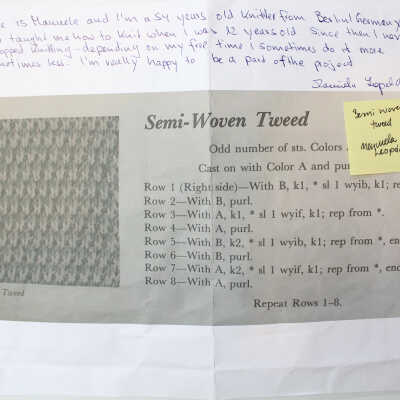 e is Manuela and I'm a 54 years old knitter from Berlin/Germany
taught me how to knit when I was 12 years old. Since then I never
opped knitting - depending on my free time I sometimes do it more
etimes less. I'm really happy to be a part of the project
Manuela Leopold
Semi-Woven Tweed
Odd number of sts. Colors
Cast on with Color A and pur
Row 1 (Right side)—With B, k1, * sl 1 wyib, k1; re
Row 2—With B, purl.
Row 3—With A, k1, * sl 1 wyif, k1; rep from *.
Row 4—With A, purl.
Row 5—With B, k2, * sl 1 wyib, k1; rep from *, en
Row 6—With B, purl.
Row 7—With A, k2, * sl 1 wyif, k1; rep from *, end
Row 8—With A, purl.
Repeat Rows 1–8.
Tweed
Semi woven
tweed
Manuela
Leopold